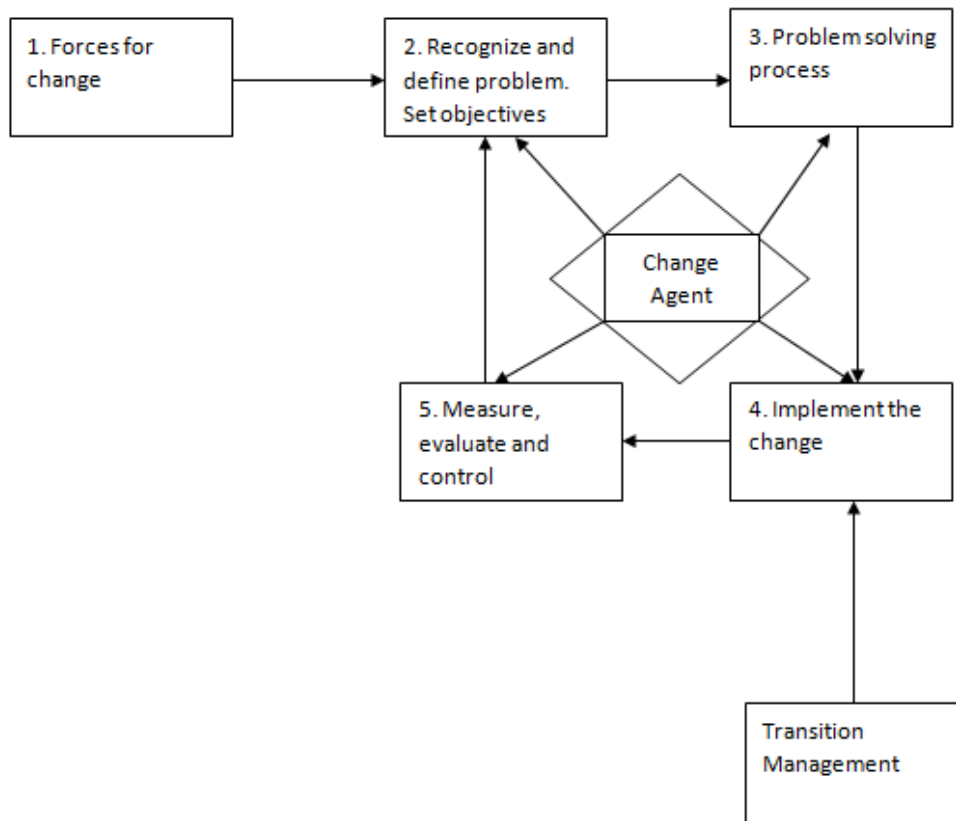 1. Forces for
change
2. Recognize and
define problem.
Set objectives
3. Problem solving
process
Change
Agent
5. Measure,
evaluate and
control
4. Implement the
change
Transition
Management